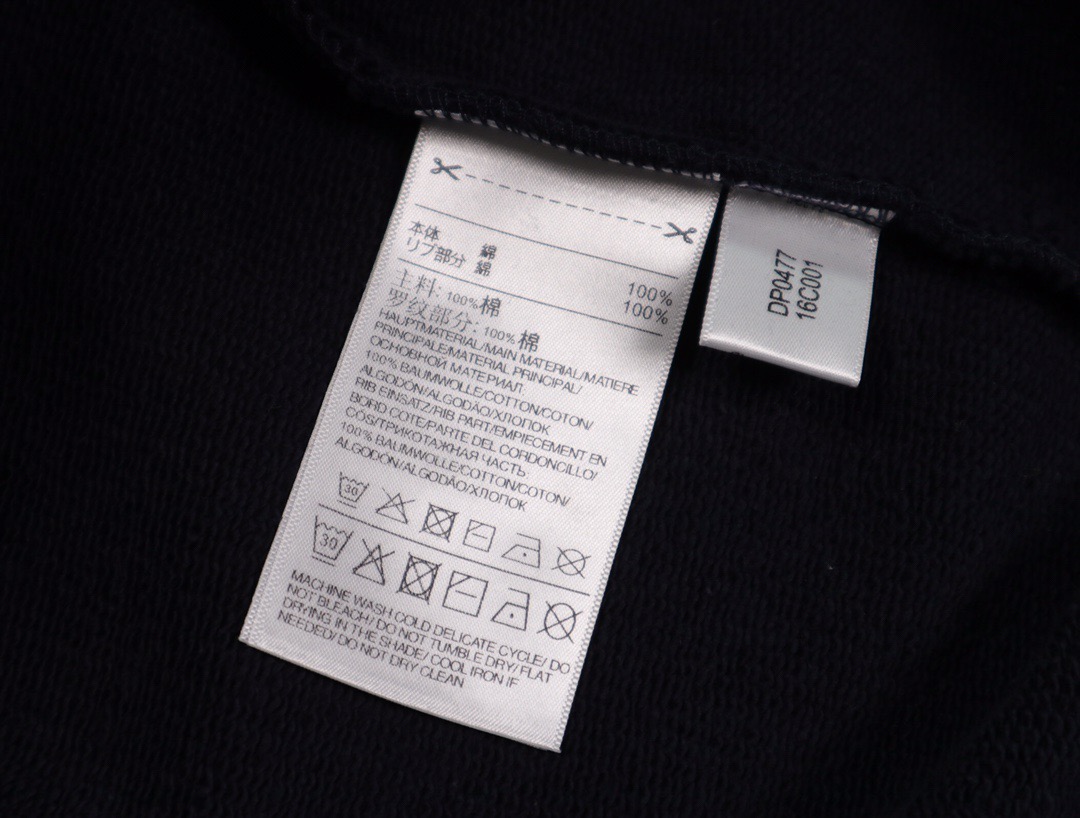 本体 綿 100%
リブ部分 綿 100%
主料: 100%棉
罗纹部分: 100%棉
HAUPTMATERIAL/MAIN MATERIAL/MATIERE
PRINCIPALE/MATERIAL PRINCIPAL/
ОСНОВНОЙ МАТЕРИАЛ
100% BAUMWOLLE/COTTON/COTON/
ALGODÓN/ALGODÃO/ХЛОПОК
RIB EINSATZ/RIB PART/EMPIECEMENT EN
BORD COTE/PARTE DEL CORDONCILLO/
CÓS/ТРИКОТАЖНАЯ ЧАСТЬ
100% BAUMWOLLE/COTTON/COTON/
ALGODÓN/ALGODÃO/ХЛОПОК
30
30
MACHINE WASH COLD DELICATE CYCLE/ DO
NOT BLEACH/ DO NOT TUMBLE DRY/ FLAT
DRYING IN THE SHADE/ COOL IRON IF
NEEDED/ DO NOT DRY CLEAN
DP0477
16C001